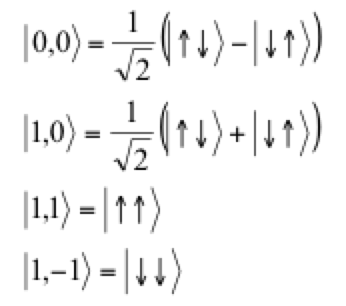 |0,0⟩ = 1/√2 (|↑↓⟩ − |↓↑⟩)
|1,0⟩ = 1/√2 (|↑↓⟩ + |↓↑⟩)
|1,1⟩ = |↑↑⟩
|1,−1⟩ = |↓↓⟩